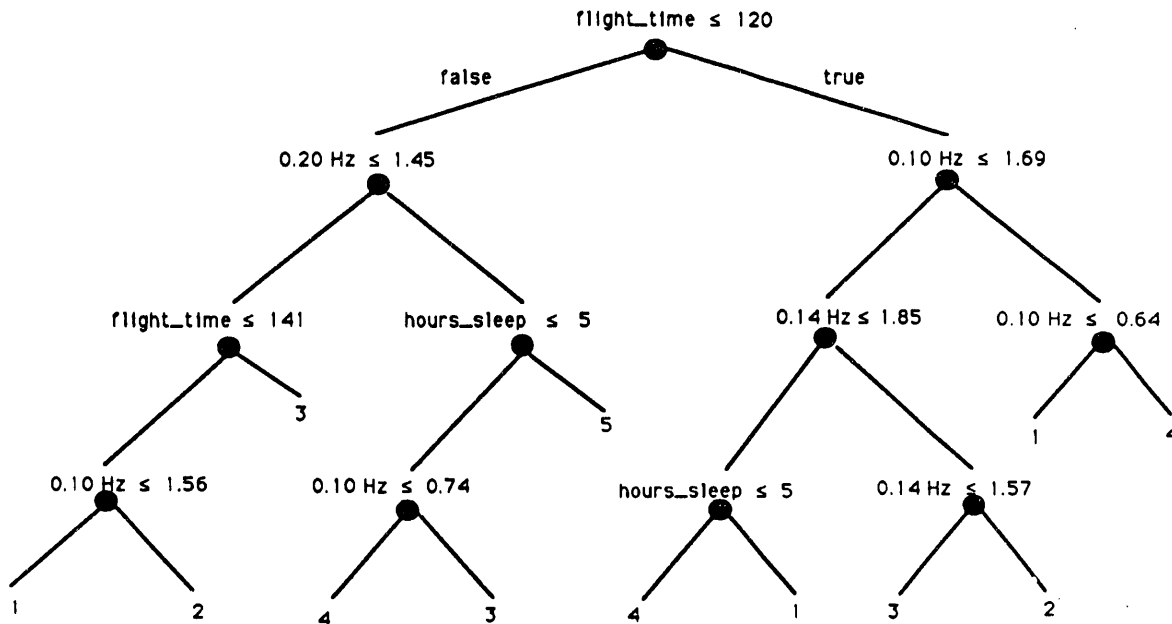 flight_time ≤ 120
false
true
0.20 Hz ≤ 1.45
0.10 Hz ≤ 1.69
flight_time ≤ 141
hours_sleep ≤ 5
0.14 Hz ≤ 1.85
0.10 Hz ≤ 0.64
3
5
1
4
0.10 Hz ≤ 1.56
0.10 Hz ≤ 0.74
hours_sleep ≤ 5
0.14 Hz ≤ 1.57
1
2
4
3
4
1
3
2